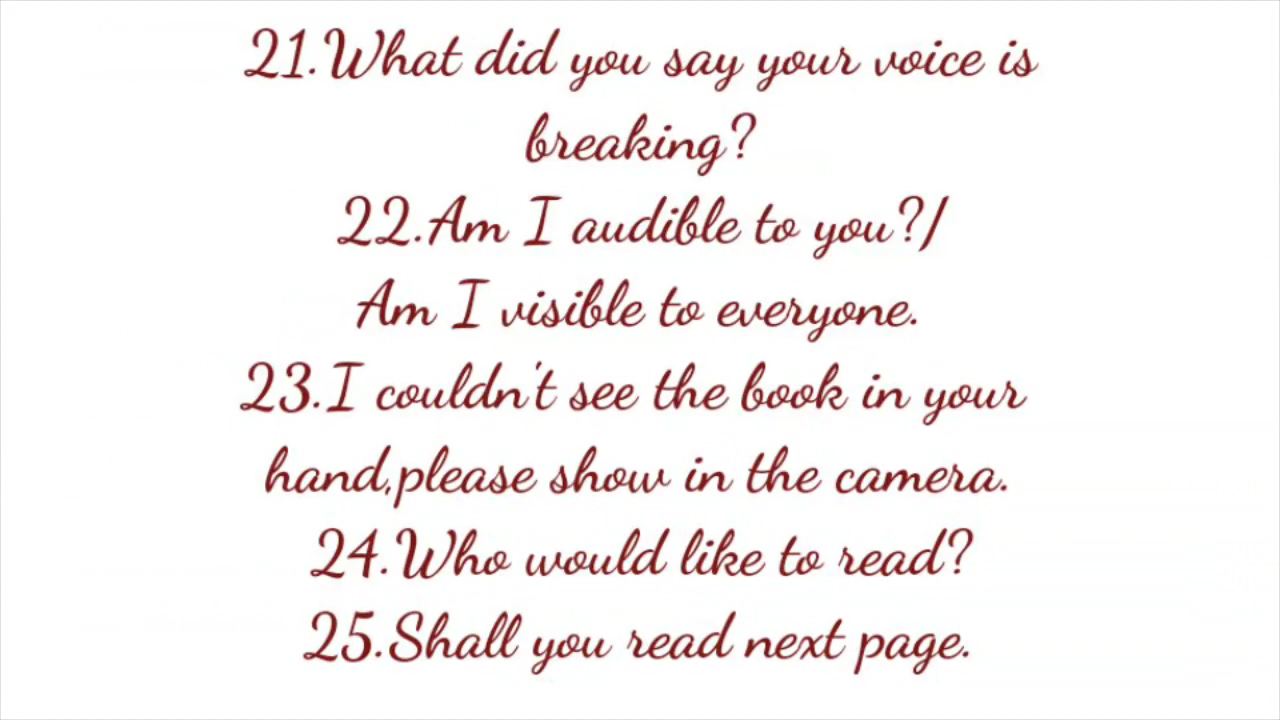 21.What did you say your voice is
breaking?
22.Am I audible to you?/
Am I visible to everyone.
23.I couldn't see the book in your
hand,please show in the camera.
24.Who would like to read?
25.Shall you read next page.